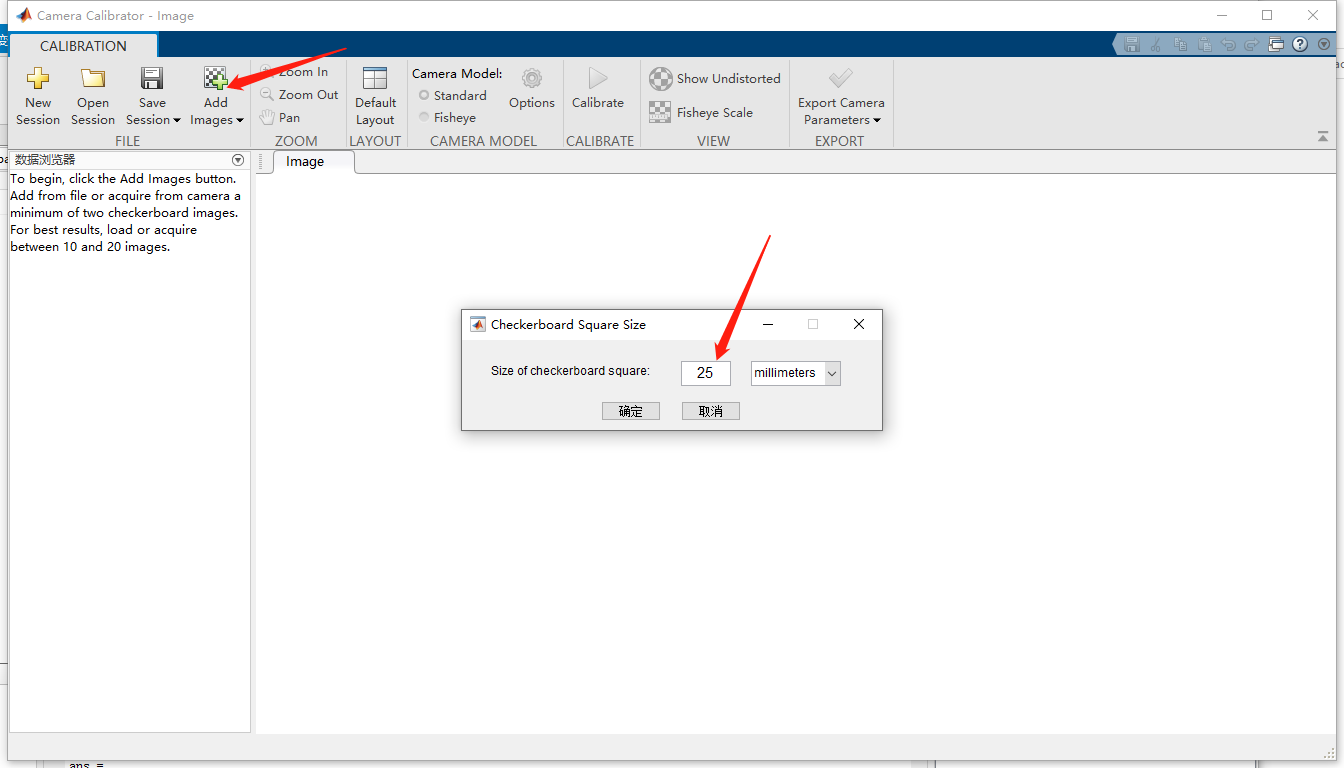 Camera Calibrator - Image
CALIBRATION
New
Session
Open
Session
Save
Session
Add
Images
Zoom In
Zoom Out
Pan
Default
Layout
Camera Model:
Standard
Fisheye
Options
Calibrate
Show Undistorted
Fisheye Scale
Export Camera
Parameters
FILE
ZOOM
LAYOUT
CAMERA MODEL
CALIBRATE
VIEW
EXPORT
数据浏览器
To begin, click the Add Images button.
Add from file or acquire from camera a
minimum of two checkerboard images.
For best results, load or acquire
between 10 and 20 images.
Image
Checkerboard Square Size
Size of checkerboard square:
25
millimeters
确定
取消
ans =